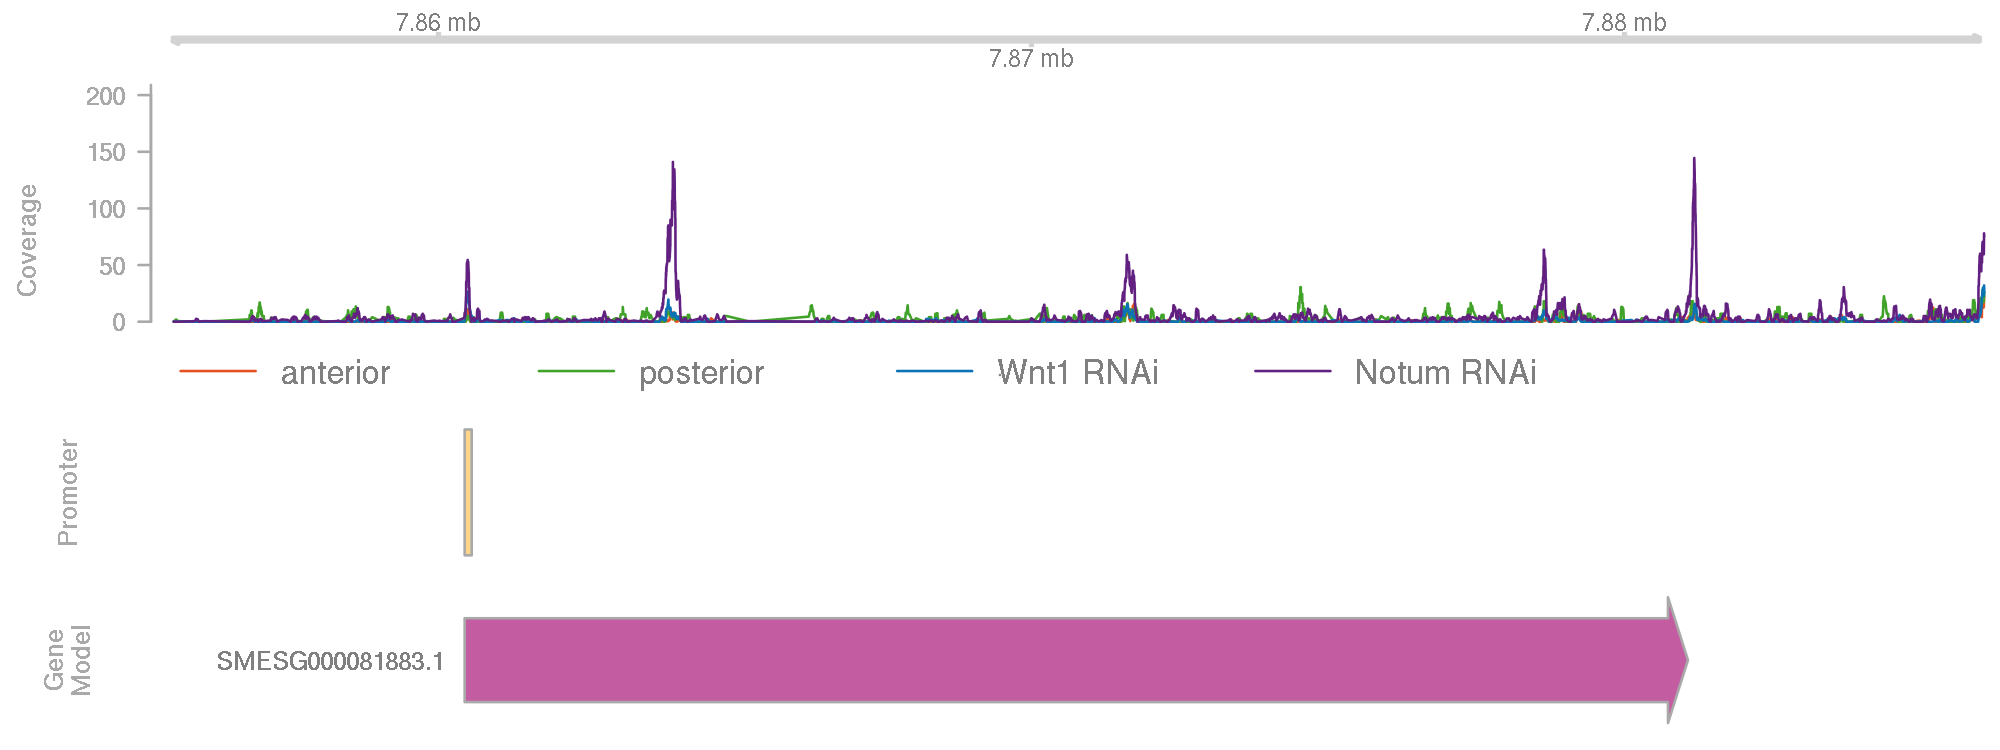 7.86 mb
7.88 mb
7.87 mb
200
150
100
50
0
Coverage
anterior posterior Wnt1 RNAi Notum RNAi
Promoter
Gene
Model
SMESG000081883.1